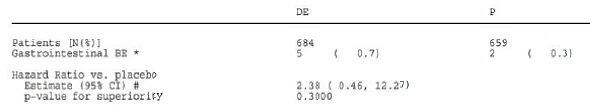 DE P
Patients [N(%)] 684 659
Gastrointestinal BE * 5 ( 0.7) 2 ( 0.3)
Hazard Ratio vs. placebo
Estimate (95% CI) # 2.38 ( 0.46, 12.27)
p-value for superiority 0.3000